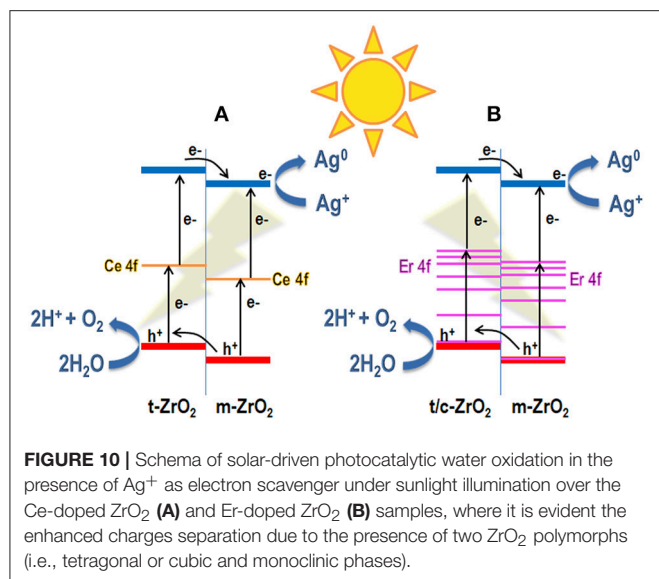 A
B
e-
e-
Ag⁰
Ag⁺
e-
e-
Ag⁰
Ag⁺
e-
e-
Ce 4f
Ce 4f
Er 4f
Er 4f
e-
e-
2H⁺ + O₂
2H₂O
h⁺
h⁺
2H⁺ + O₂
2H₂O
h⁺
h⁺
t-ZrO₂
m-ZrO₂
t/c-ZrO₂
m-ZrO₂
FIGURE 10 | Schema of solar-driven photocatalytic water oxidation in the
presence of Ag⁺ as electron scavenger under sunlight illumination over the
Ce-doped ZrO₂ (A) and Er-doped ZrO₂ (B) samples, where it is evident the
enhanced charges separation due to the presence of two ZrO₂ polymorphs
(i.e., tetragonal or cubic and monoclinic phases).